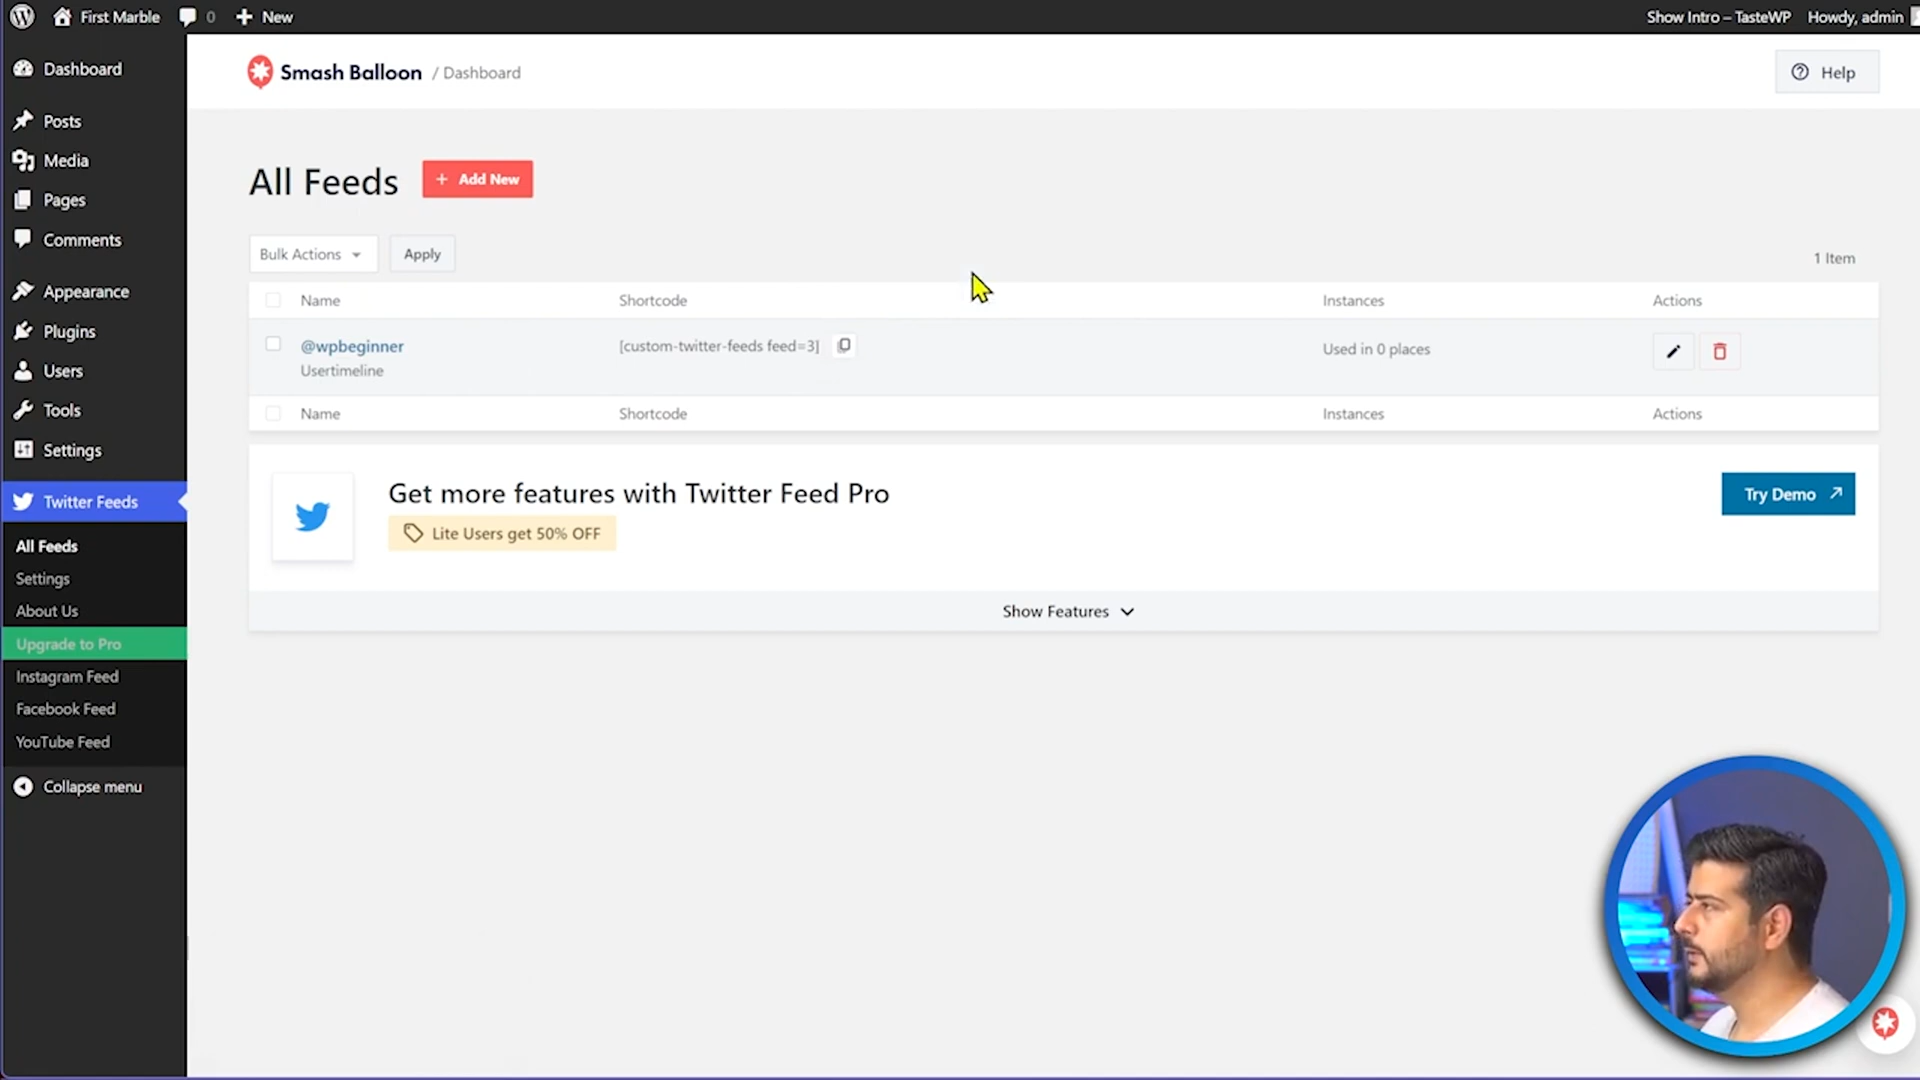 First Marble
0
New
Show Intro – TasteWP
Howdy, admin
Dashboard
Posts
Media
Pages
Comments
Appearance
Plugins
Users
Tools
Settings
Twitter Feeds
All Feeds
Settings
About Us
Upgrade to Pro
Instagram Feed
Facebook Feed
YouTube Feed
Collapse menu
Smash Balloon / Dashboard
Help
All Feeds
+ Add New
Bulk Actions
Apply
1 Item
Name Shortcode Instances Actions
@wpbeginner [custom-twitter-feeds feed=3] Used in 0 places
Usertimeline
Name Shortcode Instances Actions
Get more features with Twitter Feed Pro
Lite Users get 50% OFF
Try Demo
Show Features